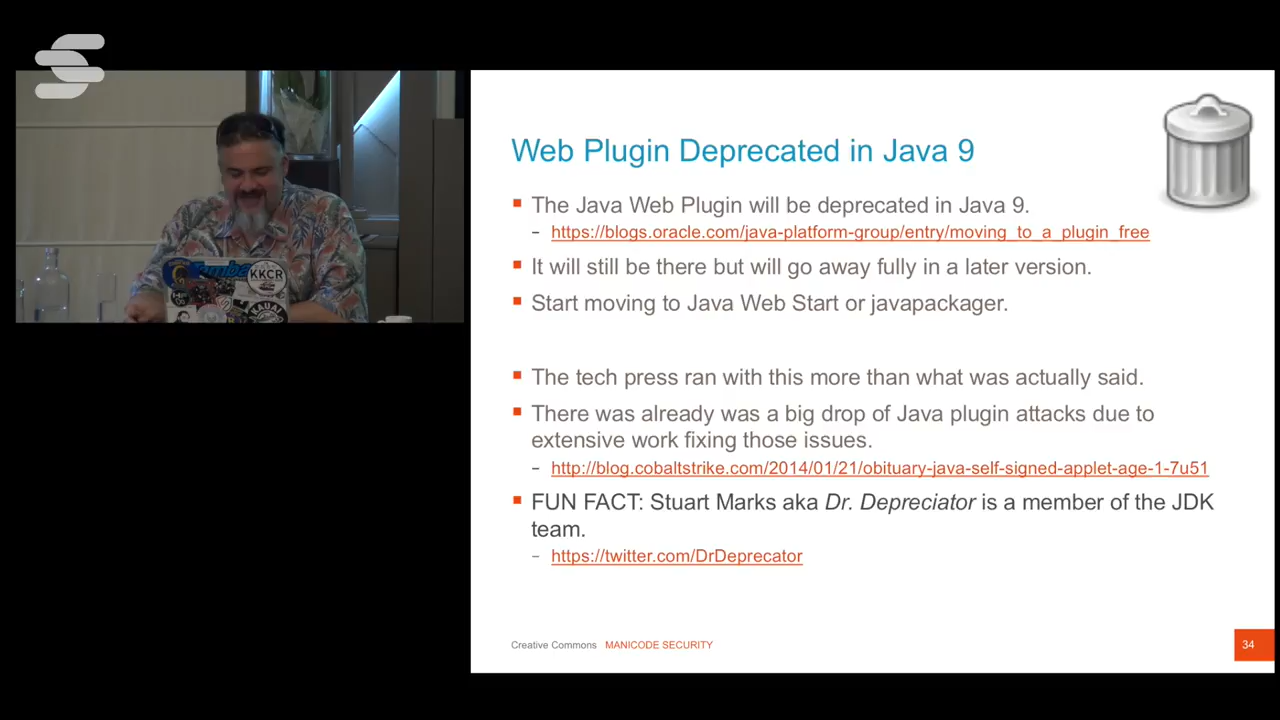 Web Plugin Deprecated in Java 9
The Java Web Plugin will be deprecated in Java 9.
https://blogs.oracle.com/java-platform-group/entry/moving_to_a_plugin_free
It will still be there but will go away fully in a later version.
Start moving to Java Web Start or javapackager.
The tech press ran with this more than what was actually said.
There was already was a big drop of Java plugin attacks due to
extensive work fixing those issues.
http://blog.cobaltstrike.com/2014/01/21/obituary-java-self-signed-applet-age-1-7u51
FUN FACT: Stuart Marks aka Dr. Depreciator is a member of the JDK
team.
https://twitter.com/DrDeprecator
Creative Commons MANICODE SECURITY
34
KKCR